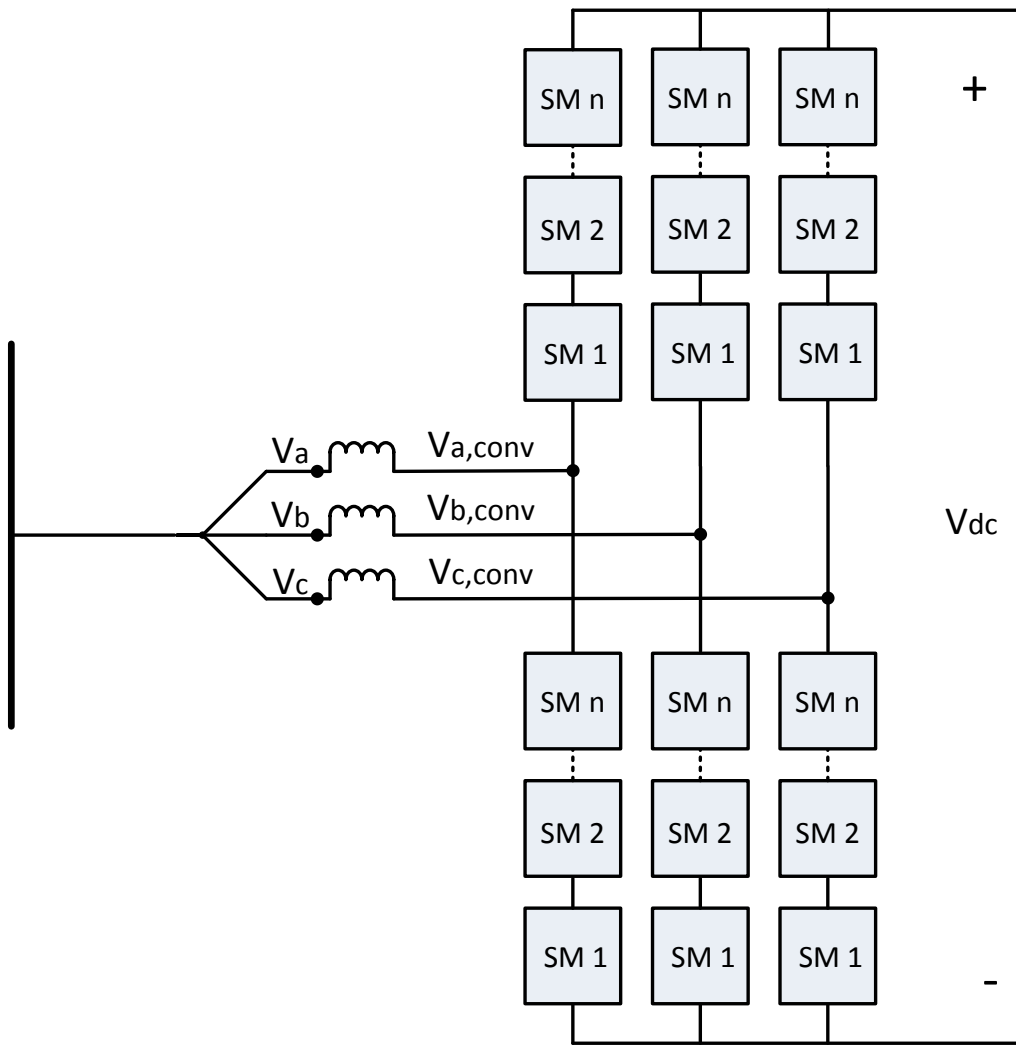 SM n SM n SM n
+
SM 2 SM 2 SM 2
SM 1 SM 1 SM 1
Va Va,conv
Vb Vb,conv
Vdc
Vc Vc,conv
SM n SM n SM n
SM 2 SM 2 SM 2
SM 1 SM 1 SM 1
-